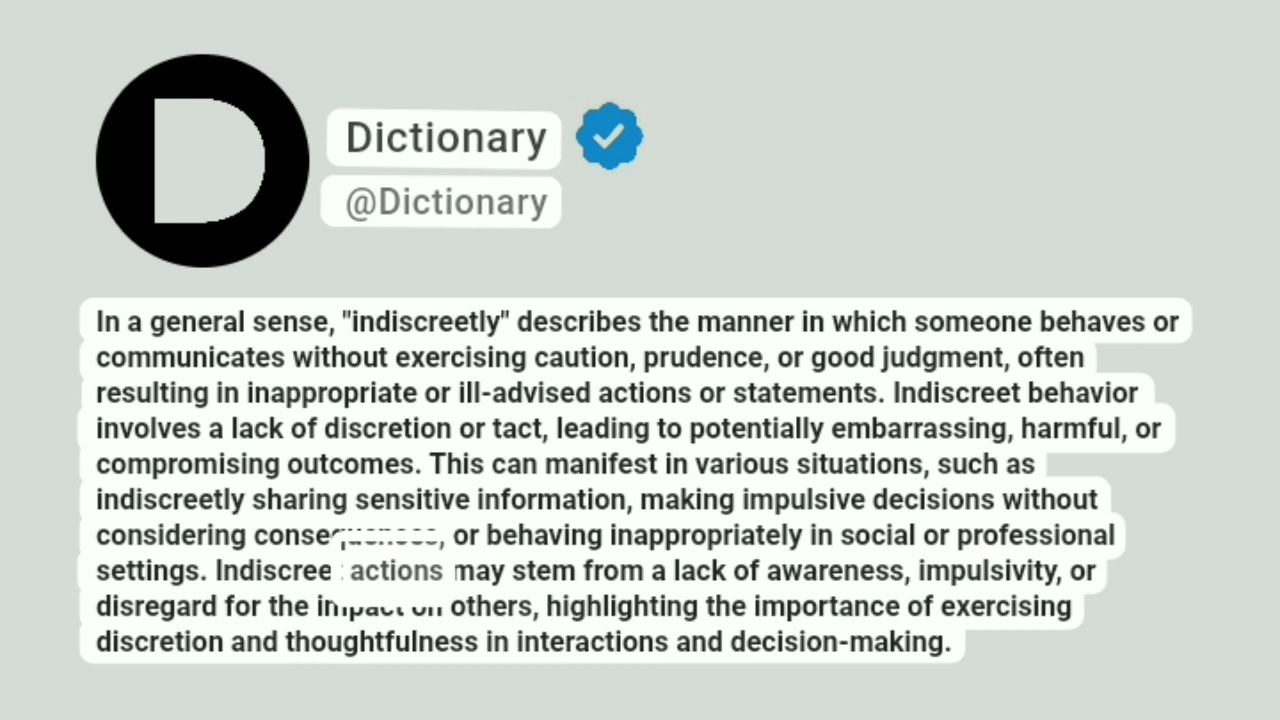 D
Dictionary
@Dictionary
In a general sense, "indiscreetly" describes the manner in which someone behaves or
communicates without exercising caution, prudence, or good judgment, often
resulting in inappropriate or ill-advised actions or statements. Indiscreet behavior
involves a lack of discretion or tact, leading to potentially embarrassing, harmful, or
compromising outcomes. This can manifest in various situations, such as
indiscreetly sharing sensitive information, making impulsive decisions without
considering consequences, or behaving inappropriately in social or professional
settings. Indiscreet actions may stem from a lack of awareness, impulsivity, or
disregard for the impact on others, highlighting the importance of exercising
discretion and thoughtfulness in interactions and decision-making.